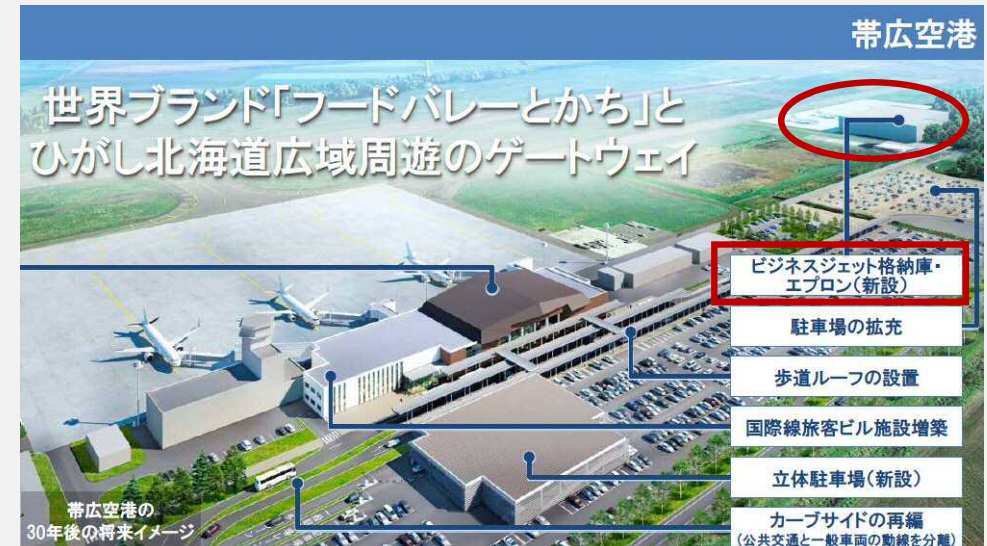 帯広空港
世界ブランド「フードバレーとかち」と
ひがし北海道広域周遊のゲートウェイ
ビジネスジェット格納庫・
エプロン(新設)
駐車場の拡充
歩道ルーフの設置
国際線旅客ビル施設増築
立体駐車場(新設)
カーブサイドの再編
(公共交通と一般車両の動線を分離)
帯広空港の
30年後の将来イメージ